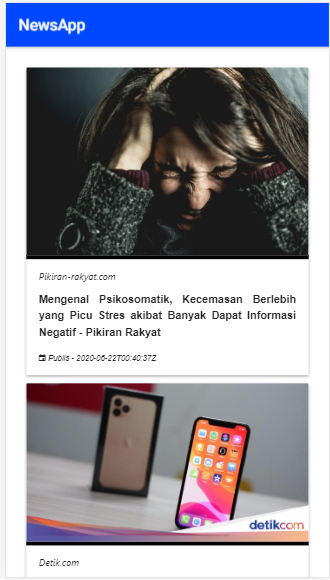 NewsApp
Pikiran-rakyat.com
Mengenal Psikosomatik, Kecemasan Berlebih
yang Picu Stres akibat Banyak Dapat Informasi
Negatif - Pikiran Rakyat
Publis - 2020-06-22T00:40:37Z
detikcom
Detik.com